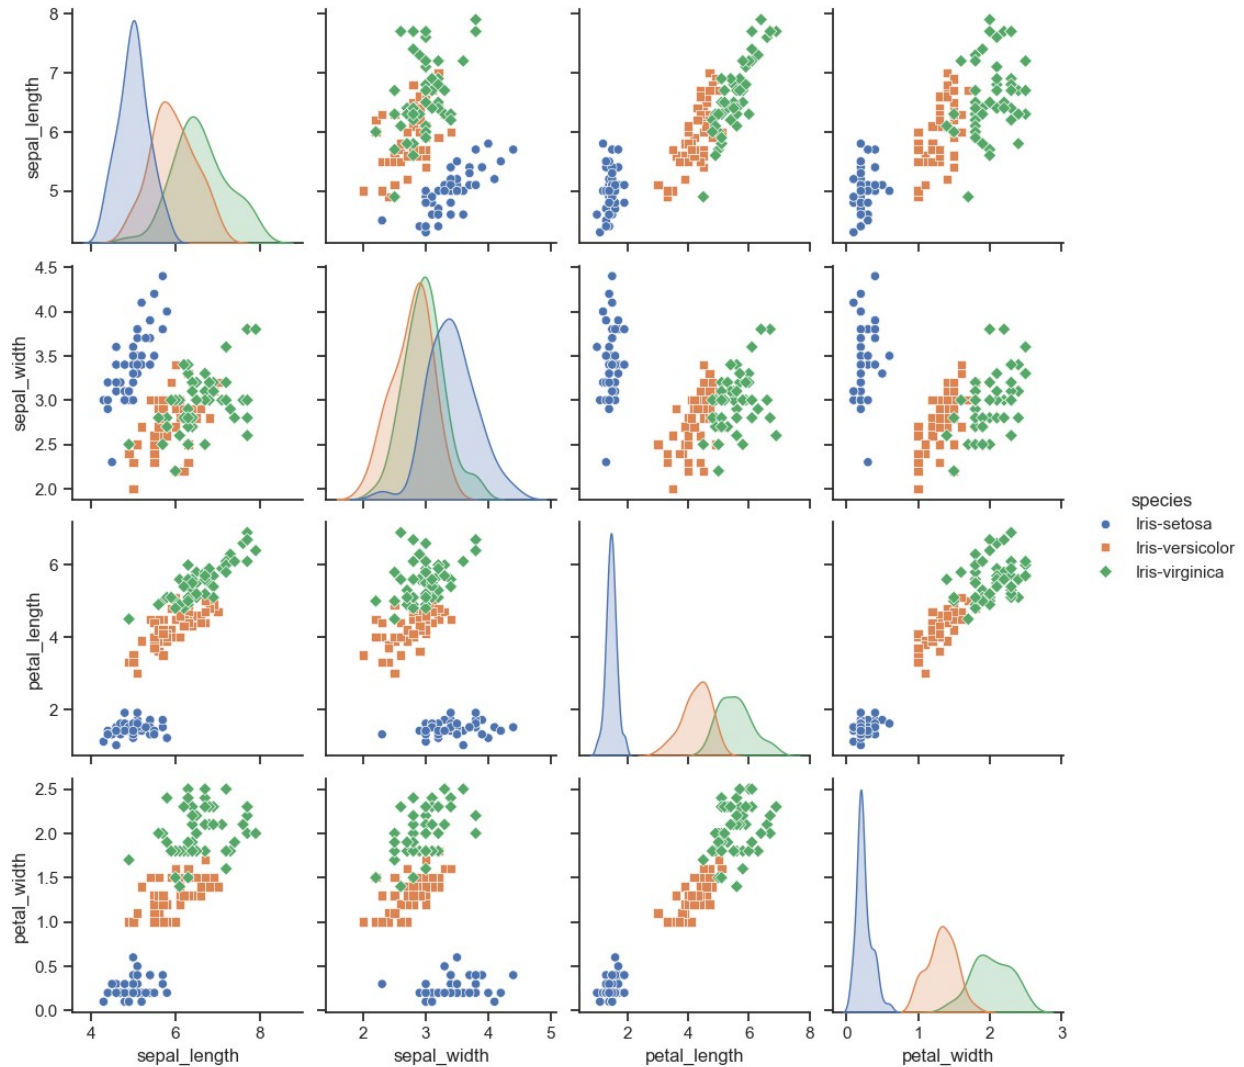 8
7
6
5
sepal_length
4.5
4.0
3.5
3.0
2.5
2.0
sepal_width
species
Iris-setosa
Iris-versicolor
Iris-virginica
6
4
2
petal_length
2.5
2.0
1.5
1.0
0.5
0.0
petal_width
4 6 8
sepal_length
2 3 4 5
sepal_width
2 4 6 8
petal_length
0 1 2 3
petal_width